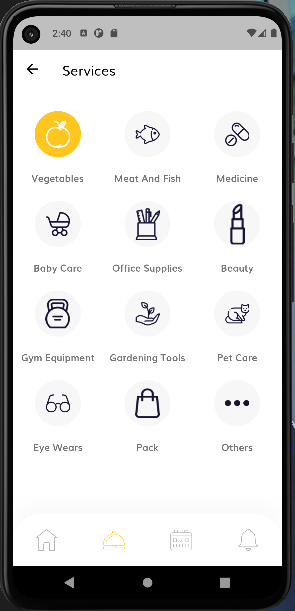 2:40
Services
Vegetables Meat And Fish Medicine
Baby Care Office Supplies Beauty
Gym Equipment Gardening Tools Pet Care
Eye Wears Pack Others